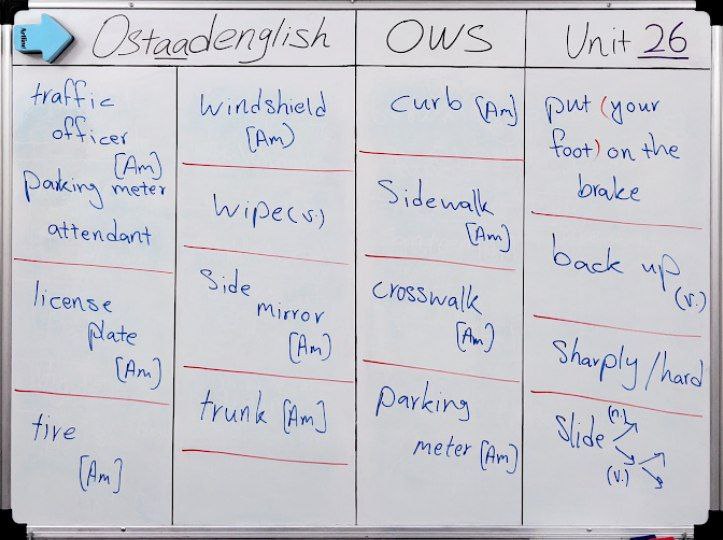 Artline
Ostaadenglish
OWS
Unit 26
traffic
officer
[Am]
parking meter
attendant
license
plate
[Am]
tire
[Am]
windshield
[Am)
wipe (v.)
side
mirror
[Am)
trunk [Am]
curb [Am]
Sidewalk
[Am]
crosswalk
[Am]
parking
meter [Am]
put (your
foot) on the
brake
back up
(v.)
Sharply/hard
Slide (n.)
(v.)